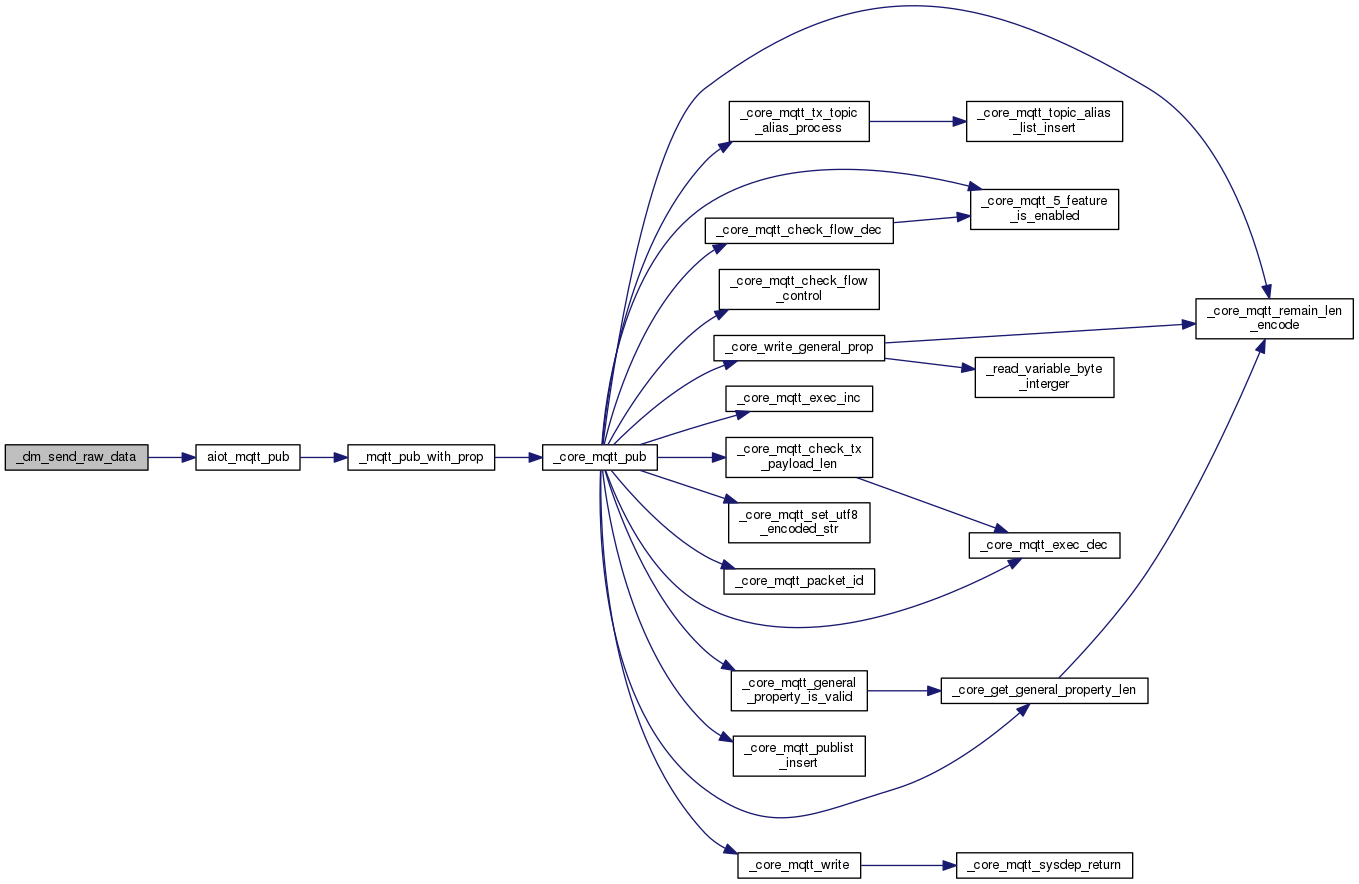 _dm_send_raw_data
aiot_mqtt_pub
_mqtt_pub_with_prop
_core_mqtt_pub
_core_mqtt_tx_topic
_alias_process
_core_mqtt_topic_alias
_list_insert
_core_mqtt_5_feature
_is_enabled
_core_mqtt_check_flow_dec
_core_mqtt_check_flow
_control
_core_mqtt_remain_len
_encode
_core_write_general_prop
_read_variable_byte
_interger
_core_mqtt_exec_inc
_core_mqtt_check_tx
_payload_len
_core_mqtt_set_utf8
_encoded_str
_core_mqtt_exec_dec
_core_mqtt_packet_id
_core_mqtt_general
_property_is_valid
_core_get_general_property_len
_core_mqtt_publist
_insert
_core_mqtt_write
_core_mqtt_sysdep_return